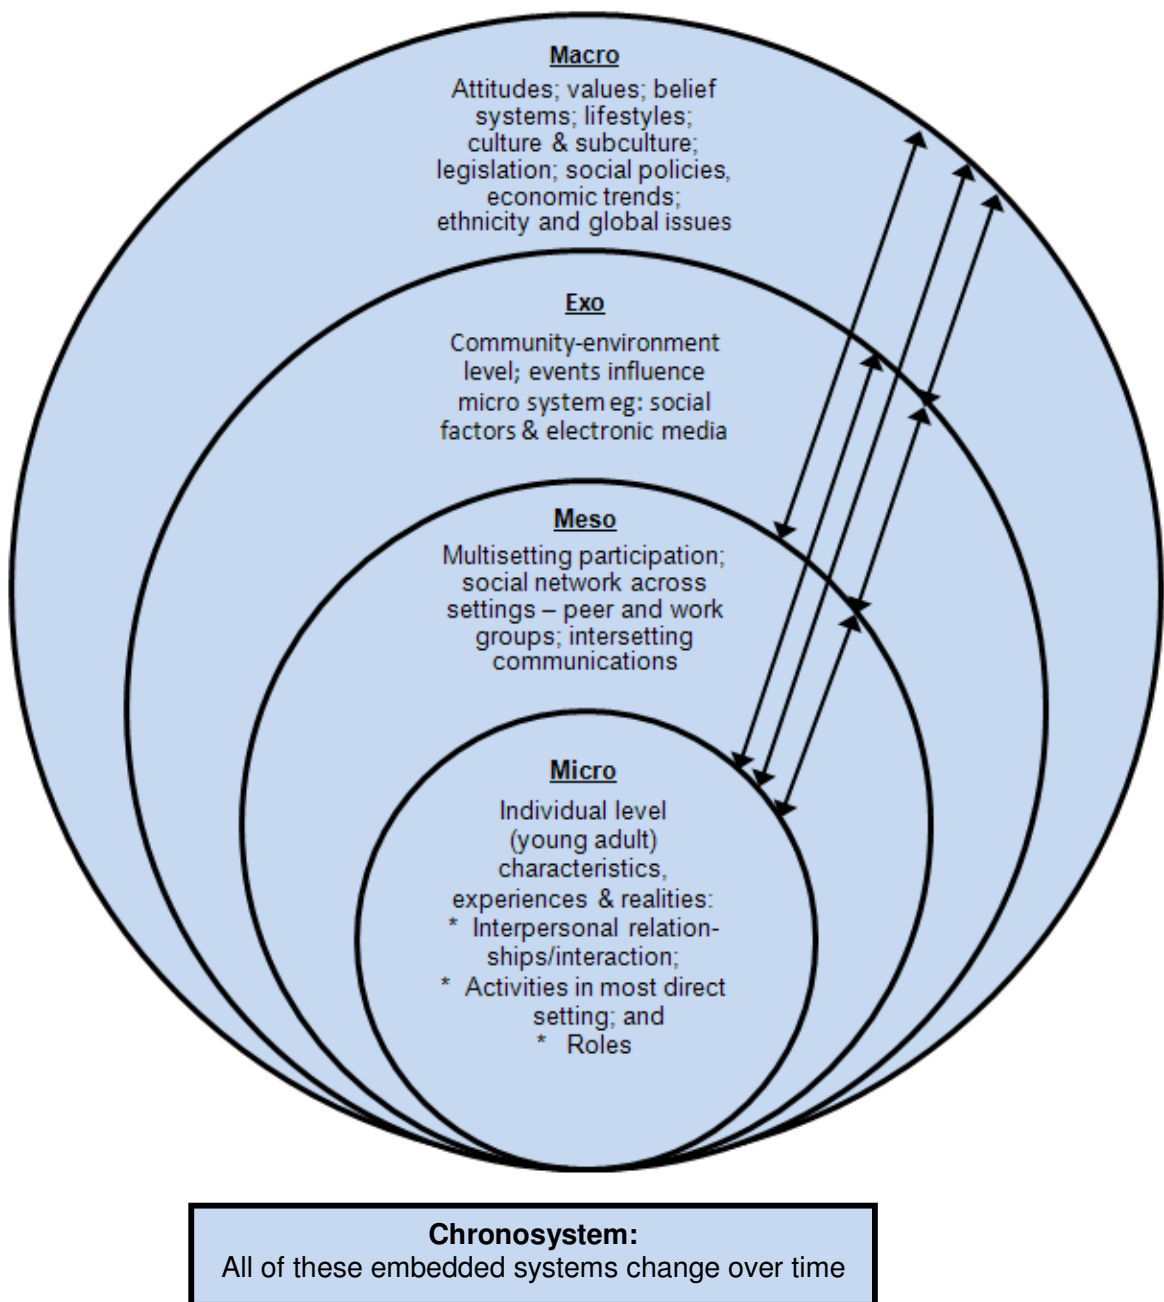 Macro
Attitudes; values; belief
systems; lifestyles;
culture & subculture;
legislation; social policies,
economic trends;
ethnicity and global issues
Exo
Community-environment
level; events influence
micro system eg: social
factors & electronic media
Meso
Multisetting participation;
social network across
settings – peer and work
groups; intersetting
communications
Micro
Individual level
(young adult)
characteristics,
experiences & realities:
* Interpersonal relation-
ships/interaction;
* Activities in most direct
setting; and
* Roles
Chronosystem:
All of these embedded systems change over time